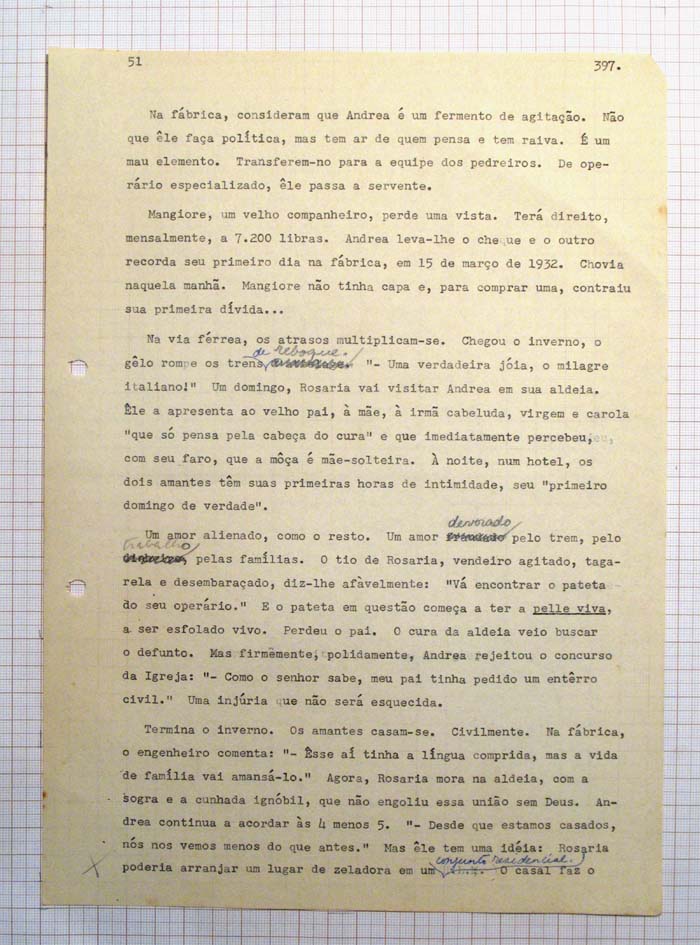 51
397.
Na fábrica, consideram que Andrea é um fermento de agitação. Não
que êle faça política, mas tem ar de quem pensa e tem raiva. É um
mau elemento. Transferem-no para a equipe dos pedreiros. De ope-
rário especializado, êle passa a servente.
Mangiore, um velho companheiro, perde uma vista. Terá direito,
mensalmente, a 7.200 libras. Andrea leva-lhe o cheque e o outro
recorda seu primeiro dia na fábrica, em 15 de março de 1932. Chovia
naquela manhã. Mangiore não tinha capa e, para comprar uma, contraiu
sua primeira dívida...
Na via férrea, os atrasos multiplicam-se. Chegou o inverno, o
de reboque.
gêlo rompe os trens "- Uma verdadeira jóia, o milagre
italiano!" Um domingo, Rosaria vai visitar Andrea em sua aldeia.
Êle a apresenta ao velho pai, à mãe, à irmã cabeluda, virgem e carola
"que só pensa pela cabeça do cura" e que imediatamente percebeu,
com seu faro, que a môça é mãe-solteira. À noite, num hotel, os
dois amantes têm suas primeiras horas de intimidade, seu "primeiro
domingo de verdade".
devorado
Um amor alienado, como o resto. Um amor pelo trem, pelo
trabalho
pelas famílias. O tio de Rosaria, vendeiro agitado, taga-
rela e desembaraçado, diz-lhe afàvelmente: "Vá encontrar o pateta
do seu operário." E o pateta em questão começa a ter a pelle viva,
a ser esfolado vivo. Perdeu o pai. O cura da aldeia veio buscar
o defunto. Mas firmêmente, polidamente, Andrea rejeitou o concurso
da Igreja: "- Como o senhor sabe, meu pai tinha pedido um entêrro
civil." Uma injúria que não será esquecida.
Termina o inverno. Os amantes casam-se. Civilmente. Na fábrica,
o engenheiro comenta: "- Êsse aí tinha a língua comprida, mas a vida
de família vai amansá-lo." Agora, Rosaria mora na aldeia, com a
sogra e a cunhada ignóbil, que não engoliu essa união sem Deus. An-
drea continua a acordar às 4 menos 5. "- Desde que estamos casados,
nós nos vemos menos do que antes." Mas êle tem uma idéia: Rosaria
conjunto residencial.
poderia arranjar um lugar de zeladora em um O casal faz o